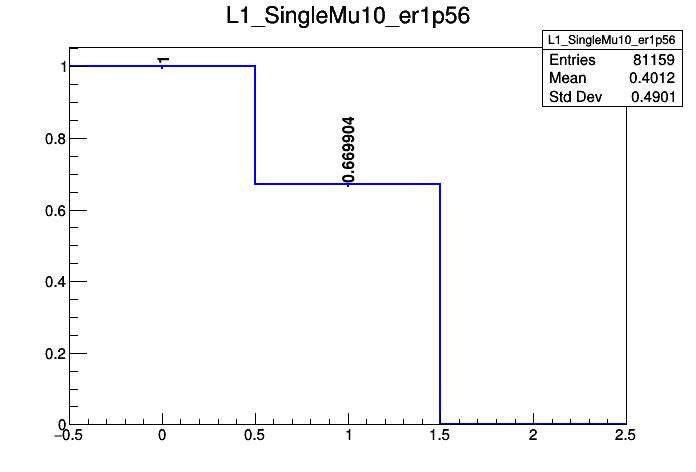 L1_SingleMu10_er1p56
L1_SingleMu10_er1p56
Entries 81159
Mean 0.4012
Std Dev 0.4901
1
0.669904
1
0.8
0.6
0.4
0.2
0
−0.5 0 0.5 1 1.5 2 2.5